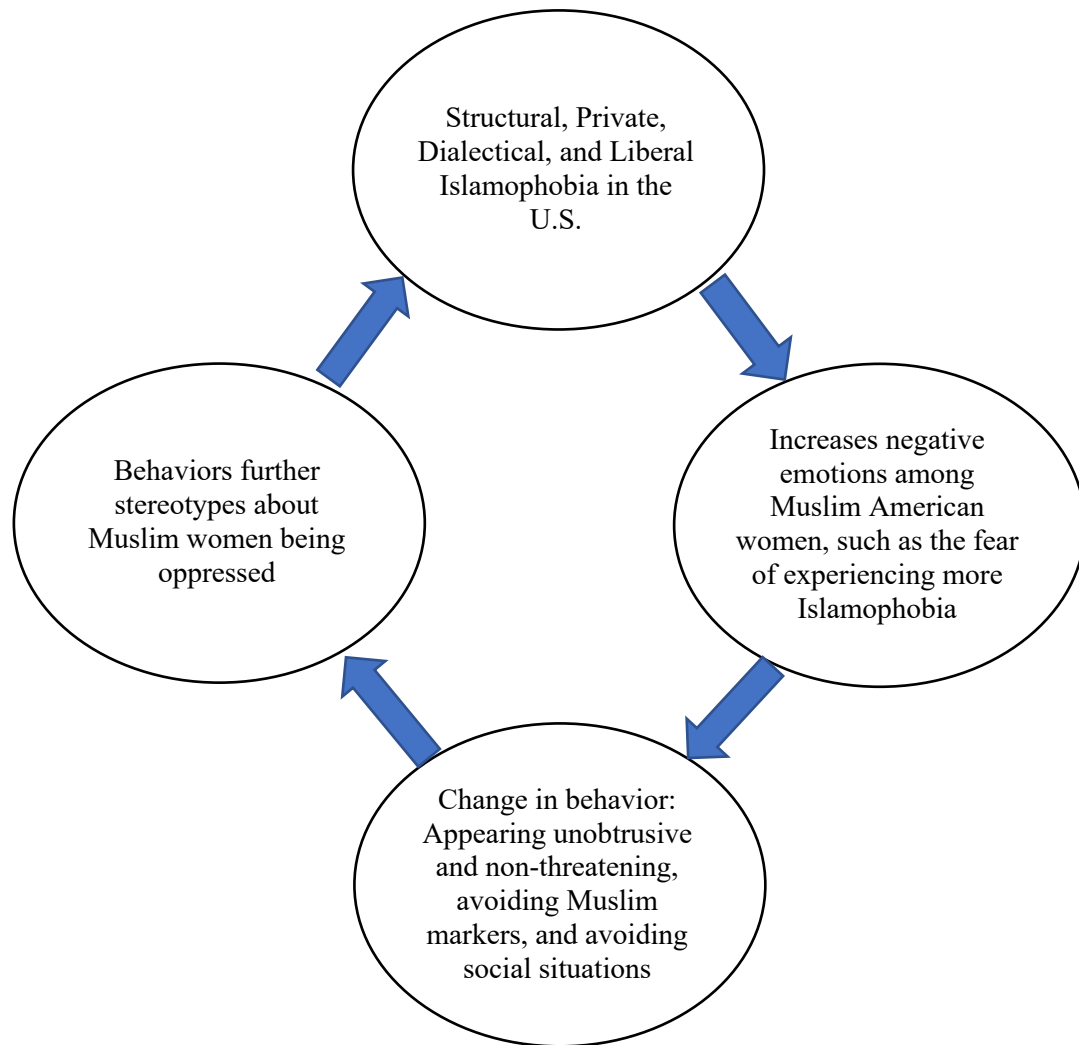 Structural, Private,
Dialectical, and Liberal
Islamophobia in the
U.S.
Increases negative
emotions among
Muslim American
women, such as the fear
of experiencing more
Islamophobia
Change in behavior:
Appearing unobtrusive
and non-threatening,
avoiding Muslim
markers, and avoiding
social situations
Behaviors further
stereotypes about
Muslim women being
oppressed